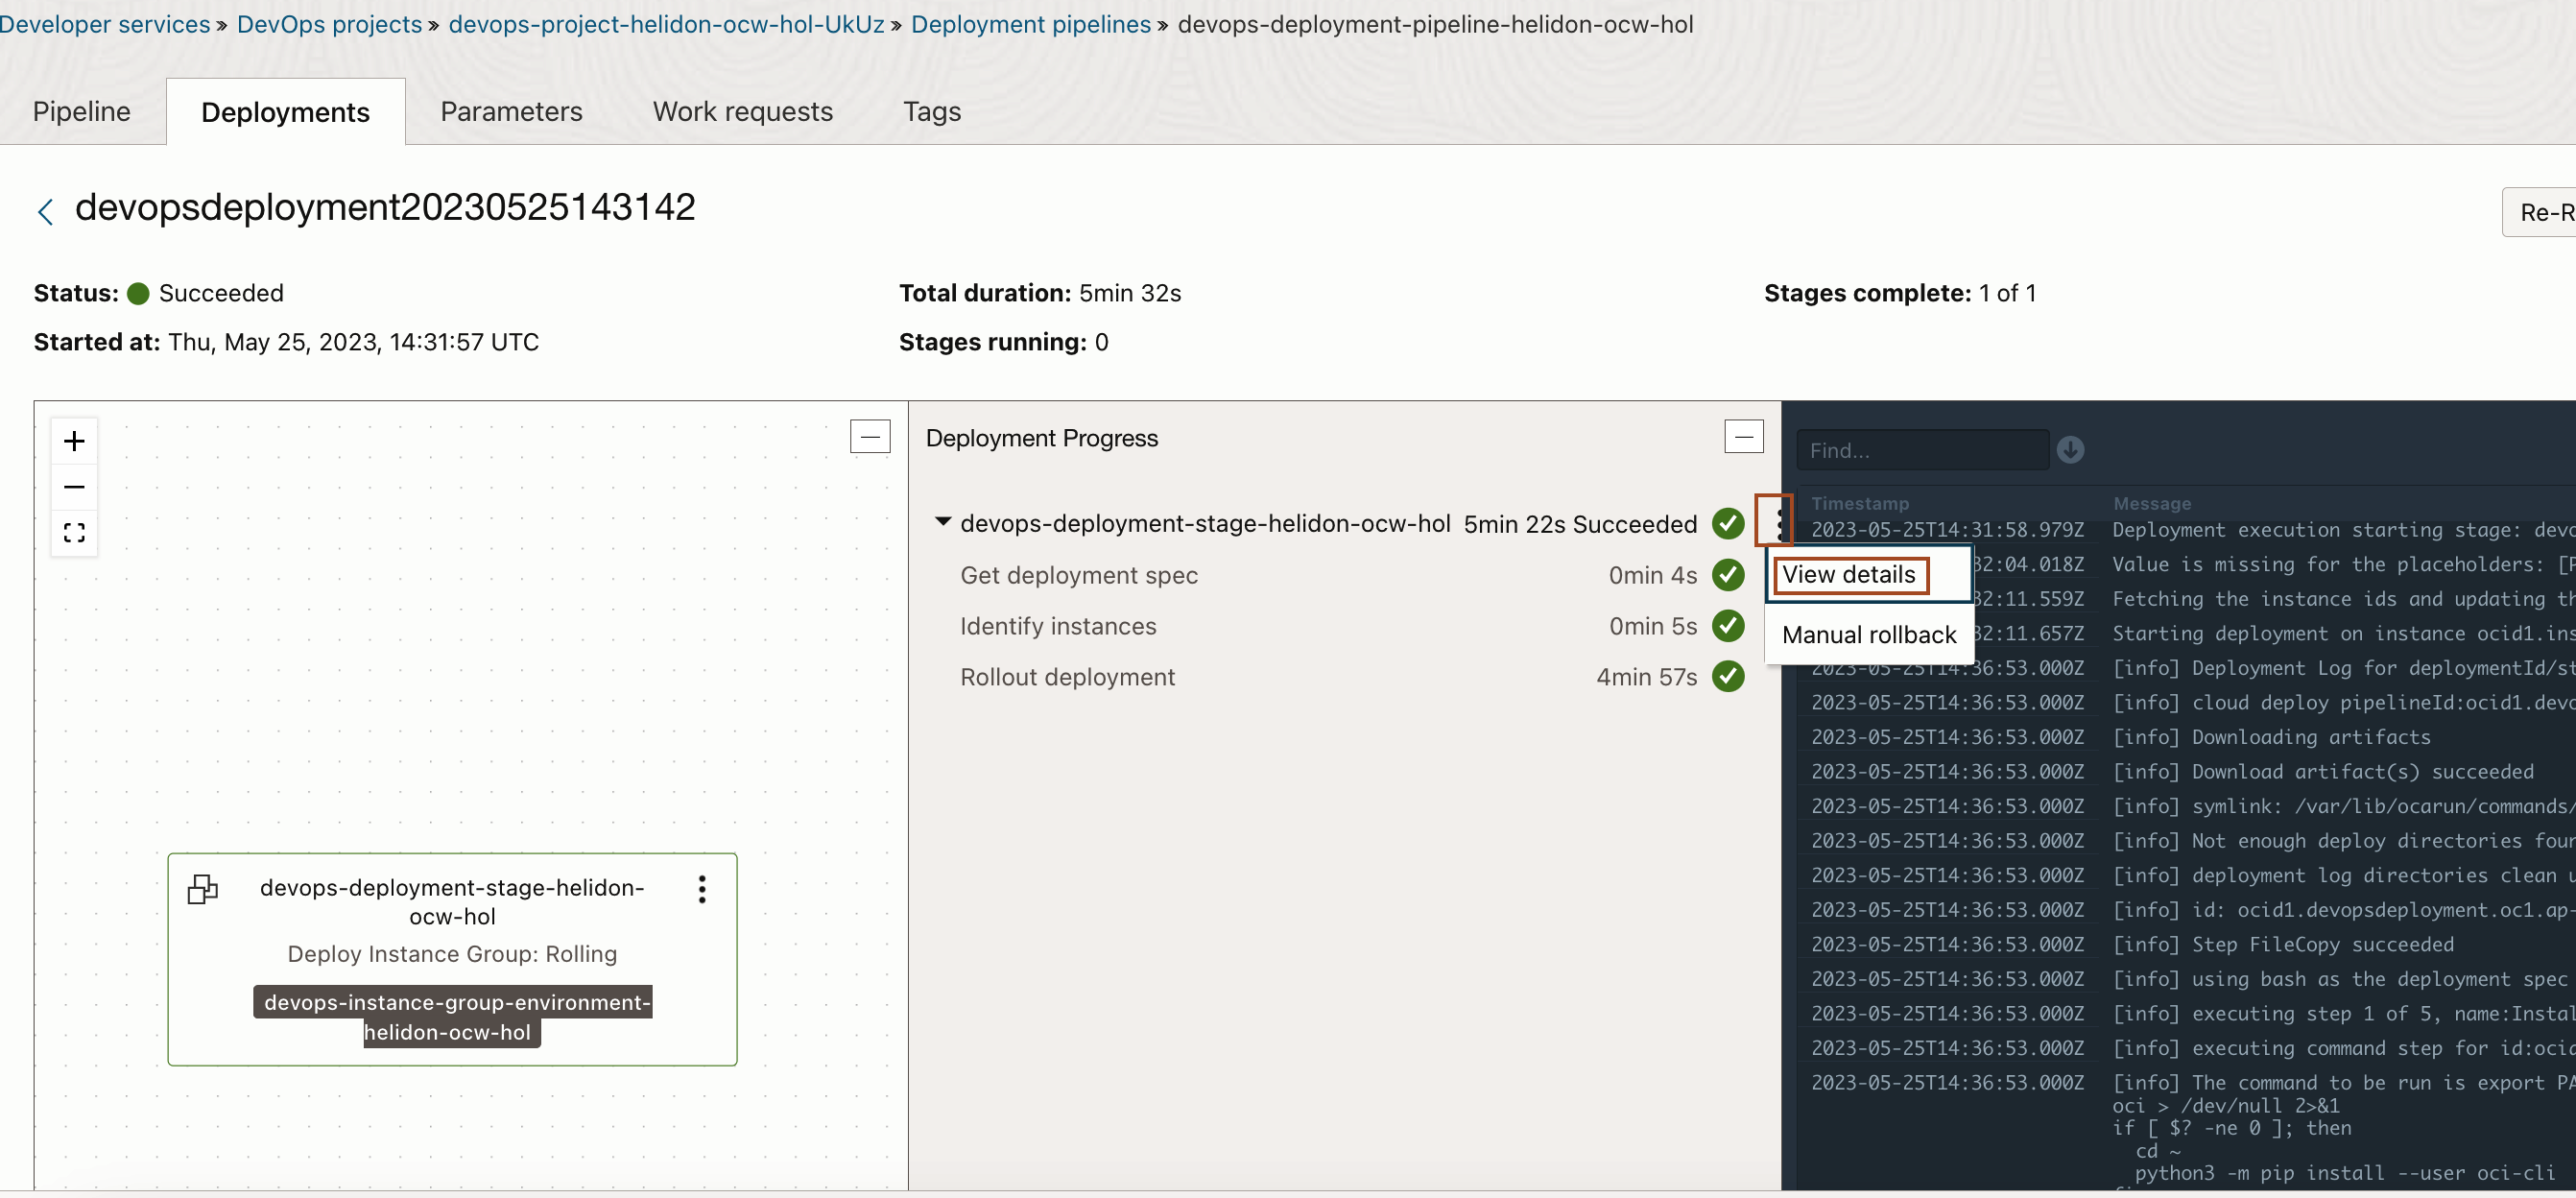 Developer services » DevOps projects » devops-project-helidon-ocw-hol-UkUz » Deployment pipelines » devops-deployment-pipeline-helidon-ocw-hol
Pipeline Deployments Parameters Work requests Tags
devopsdeployment20230525143142
Re-R
Status: Succeeded
Total duration: 5min 32s
Stages complete: 1 of 1
Started at: Thu, May 25, 2023, 14:31:57 UTC
Stages running: 0
devops-deployment-stage-helidon-
ocw-hol
Deploy Instance Group: Rolling
devops-instance-group-environment-
helidon-ocw-hol
Deployment Progress
devops-deployment-stage-helidon-ocw-hol 5min 22s Succeeded
Get deployment spec 0min 4s
Identify instances 0min 5s
Rollout deployment 4min 57s
View details
Manual rollback
Find...
Timestamp Message
2023-05-25T14:31:58.979Z Deployment execution starting stage: devo
32:04.018Z Value is missing for the placeholders: [P
32:11.559Z Fetching the instance ids and updating th
32:11.657Z Starting deployment on instance ocid1.ins
2023-05-25T14:36:53.000Z [info] Deployment Log for deploymentId/st
2023-05-25T14:36:53.000Z [info] cloud deploy pipelineId:ocid1.devo
2023-05-25T14:36:53.000Z [info] Downloading artifacts
2023-05-25T14:36:53.000Z [info] Download artifact(s) succeeded
2023-05-25T14:36:53.000Z [info] symlink: /var/lib/ocarun/commands/
2023-05-25T14:36:53.000Z [info] Not enough deploy directories foun
2023-05-25T14:36:53.000Z [info] deployment log directories clean u
2023-05-25T14:36:53.000Z [info] id: ocid1.devopsdeployment.oc1.ap-
2023-05-25T14:36:53.000Z [info] Step FileCopy succeeded
2023-05-25T14:36:53.000Z [info] using bash as the deployment spec
2023-05-25T14:36:53.000Z [info] executing step 1 of 5, name:Instal
2023-05-25T14:36:53.000Z [info] executing command step for id:ocid
2023-05-25T14:36:53.000Z [info] The command to be run is export PA
oci > /dev/null 2>&1
if [ $? -ne 0 ]; then
cd ~
python3 -m pip install --user oci-cli